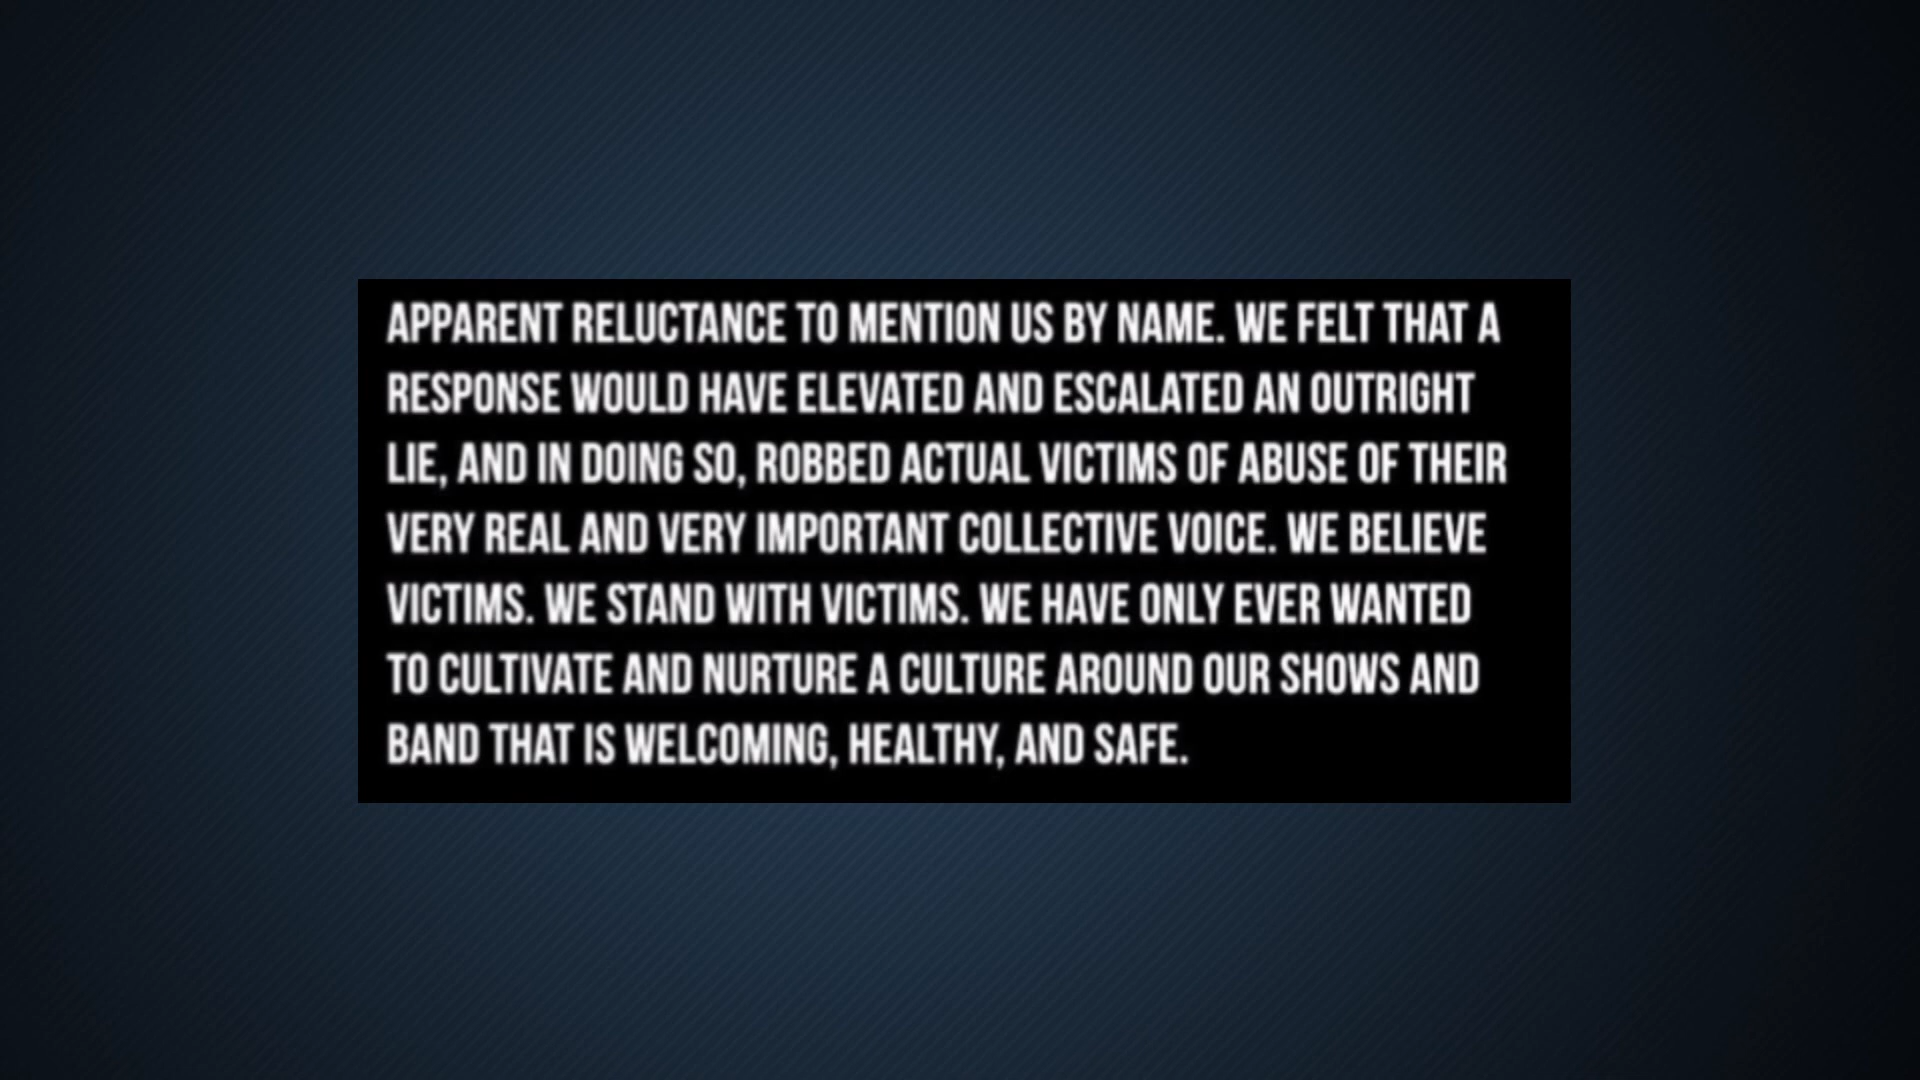 APPARENT RELUCTANCE TO MENTION US BY NAME. WE FELT THAT A
RESPONSE WOULD HAVE ELEVATED AND ESCALATED AN OUTRIGHT
LIE, AND IN DOING SO, ROBBED ACTUAL VICTIMS OF ABUSE OF THEIR
VERY REAL AND VERY IMPORTANT COLLECTIVE VOICE. WE BELIEVE
VICTIMS. WE STAND WITH VICTIMS. WE HAVE ONLY EVER WANTED
TO CULTIVATE AND NURTURE A CULTURE AROUND OUR SHOWS AND
BAND THAT IS WELCOMING, HEALTHY, AND SAFE.